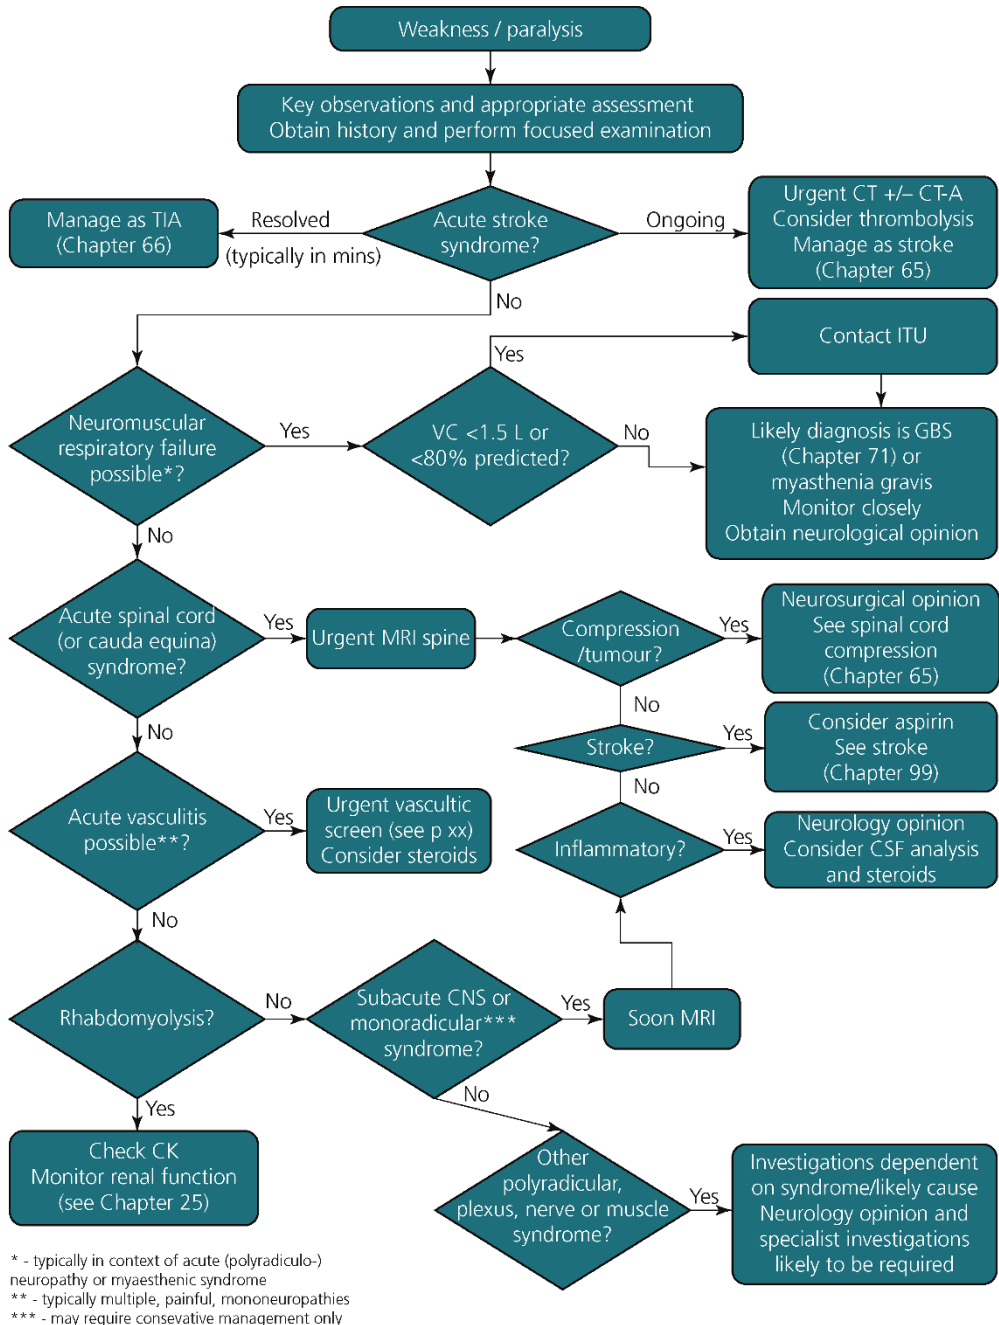 Weakness / paralysis
Key observations and appropriate assessment
Obtain history and perform focused examination
Acute stroke
syndrome?
Resolved
(typically in mins)
Manage as TIA
(Chapter 66)
Ongoing
Urgent CT +/– CT-A
Consider thrombolysis
Manage as stroke
(Chapter 65)
No
Neuromuscular
respiratory failure
possible*?
Yes
VC <1.5 L or
<80% predicted?
Yes
Contact ITU
No
Likely diagnosis is GBS
(Chapter 71) or
myasthenia gravis
Monitor closely
Obtain neurological opinion
No
Acute spinal cord
(or cauda equina)
syndrome?
Yes
Urgent MRI spine
Compression
/tumour?
Yes
Neurosurgical opinion
See spinal cord
compression
(Chapter 65)
No
Stroke?
Yes
Consider aspirin
See stroke
(Chapter 99)
No
Inflammatory?
Yes
Neurology opinion
Consider CSF analysis
and steroids
No
Acute vasculitis
possible**?
Yes
Urgent vascultic
screen (see p xx)
Consider steroids
No
Rhabdomyolysis?
No
Subacute CNS or
monoradicular***
syndrome?
Yes
Soon MRI
Yes
Check CK
Monitor renal function
(see Chapter 25)
No
Other
polyradicular,
plexus, nerve or muscle
syndrome?
Yes
Investigations dependent
on syndrome/likely cause
Neurology opinion and
specialist investigations
likely to be required
* - typically in context of acute (polyradiculo-)
neuropathy or myaesthenic syndrome
** - typically multiple, painful, mononeuropathies
*** - may require consevative management only